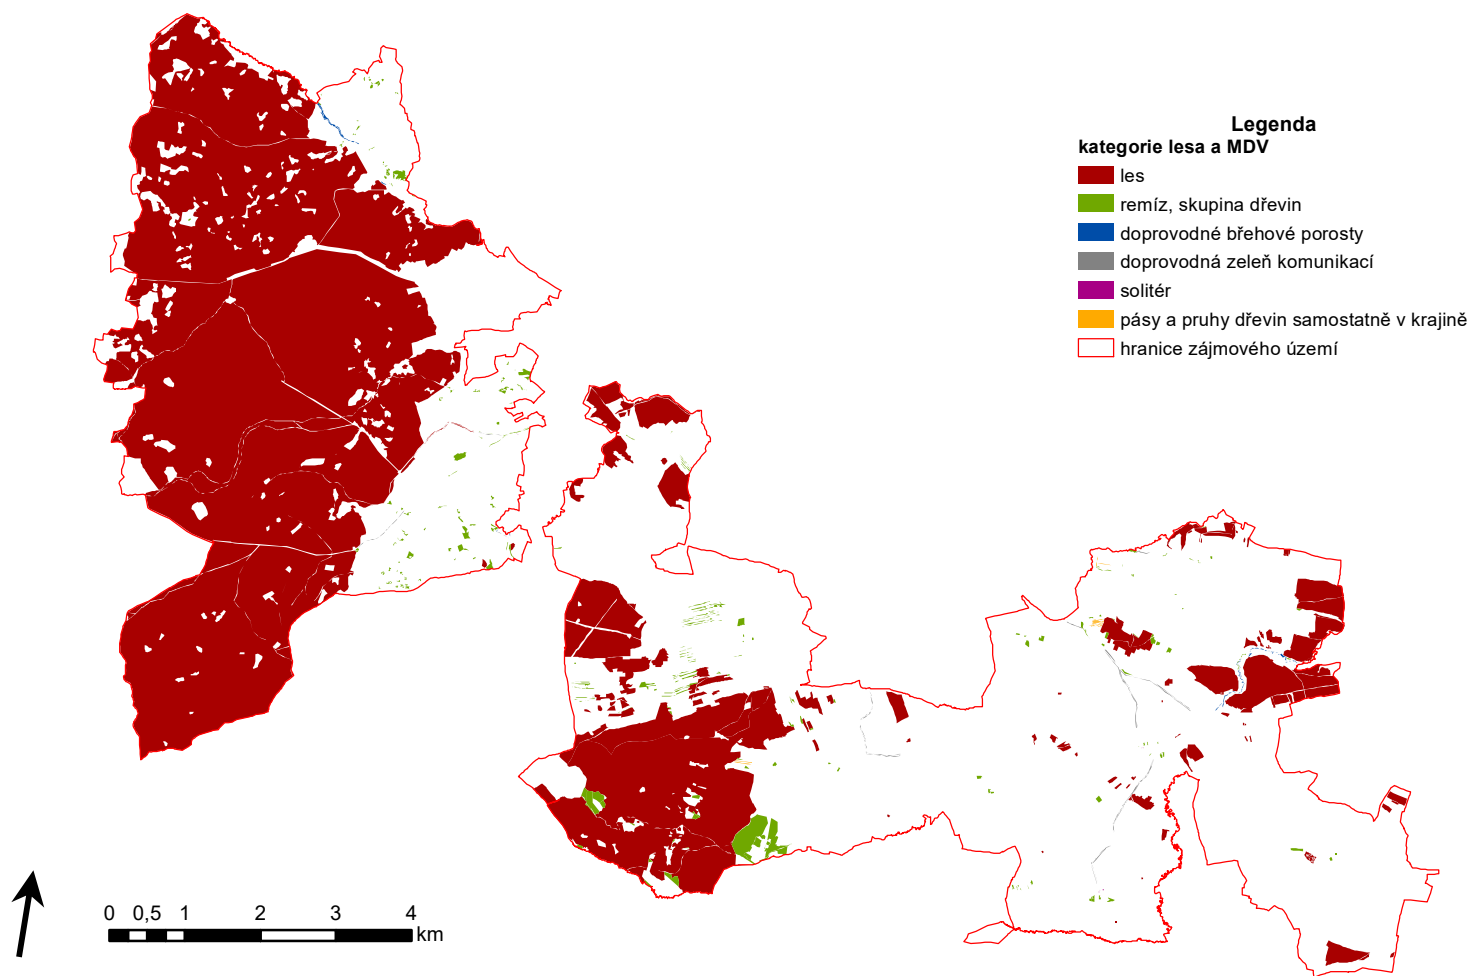 Legenda
kategorie lesa a MDV
les
remíz, skupina dřevin
doprovodné břehové porosty
doprovodná zeleň komunikací
solitér
pásy a pruhy dřevin samostatně v krajině
hranice zájmového území
0 0,5 1 2 3 4
km